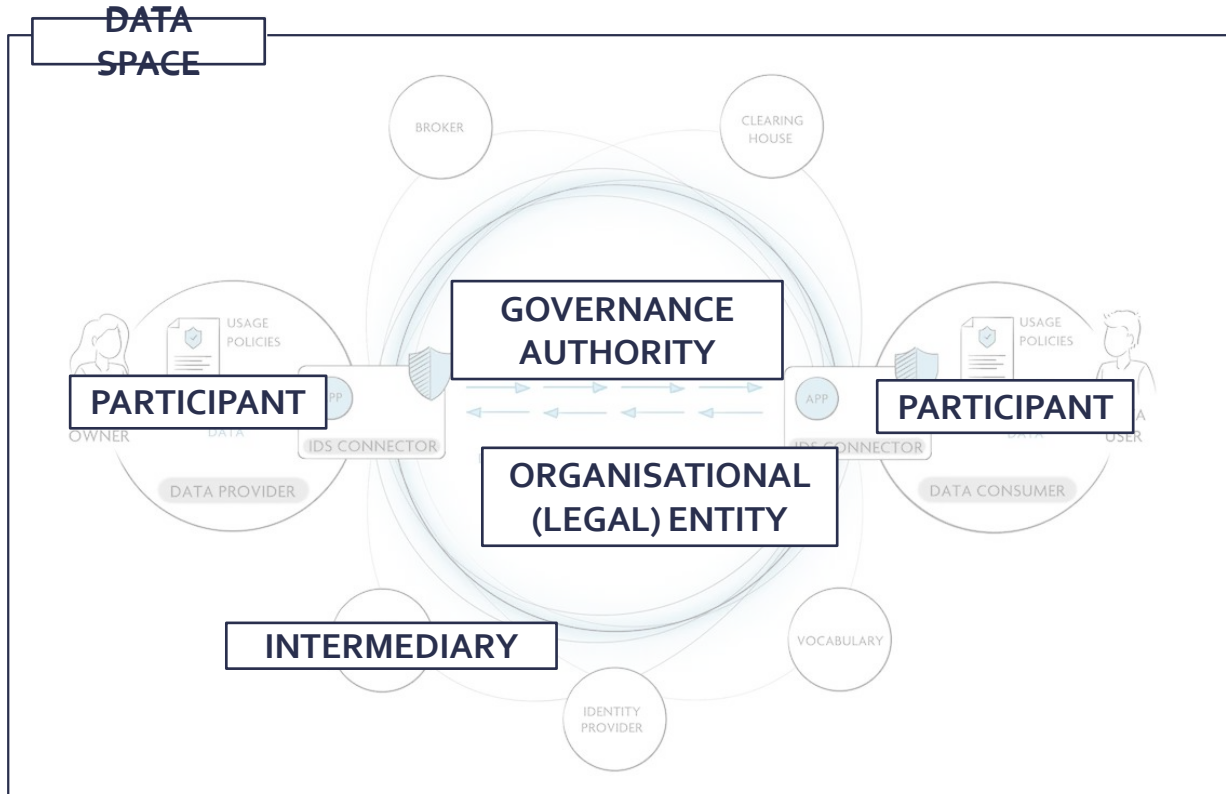 DATA
SPACE
BROKER
CLEARING
HOUSE
GOVERNANCE
AUTHORITY
USAGE
POLICIES
USAGE
POLICIES
PARTICIPANT
APP
PARTICIPANT
OWNER
DATA
IDS CONNECTOR
IDS CONNECTOR
DATA
USER
ORGANISATIONAL
(LEGAL) ENTITY
DATA PROVIDER
DATA CONSUMER
INTERMEDIARY
VOCABULARY
IDENTITY
PROVIDER